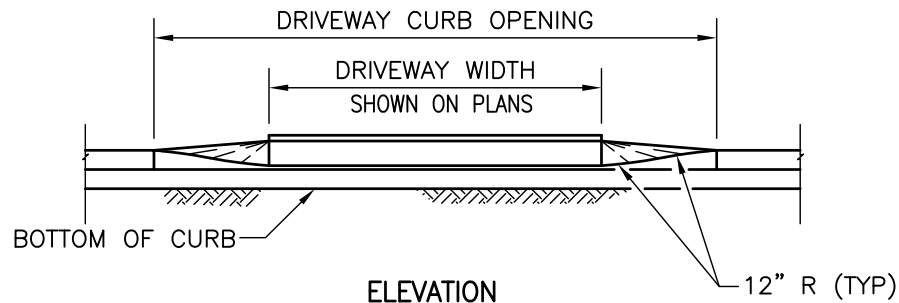 DRIVEWAY CURB OPENING
DRIVEWAY WIDTH
SHOWN ON PLANS
BOTTOM OF CURB
12” R (TYP)
ELEVATION